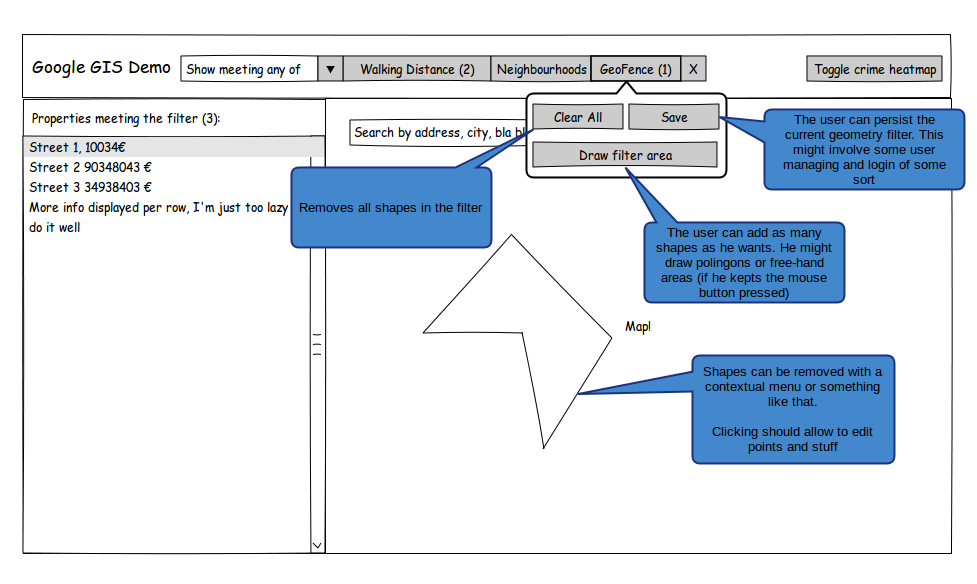 Google GIS Demo
Show meeting any of
Walking Distance (2)
Neighbourhoods
GeoFence (1)
X
Toggle crime heatmap
Properties meeting the filter (3):
Street 1, 10034€
Street 2 90348043 €
Street 3 34938403 €
More info displayed per row, I'm just too lazy
do it well
Search by address, city, bla bl
Clear All
Save
Draw filter area
The user can persist the
current geometry filter. This
might involve some user
managing and login of some
sort
Removes all shapes in the filter
The user can add as many
shapes as he wants. He might
draw polingons or free-hand
areas (if he kepts the mouse
button pressed)
Map!
Shapes can be removed with a
contextual menu or something
like that.
Clicking should allow to edit
points and stuff